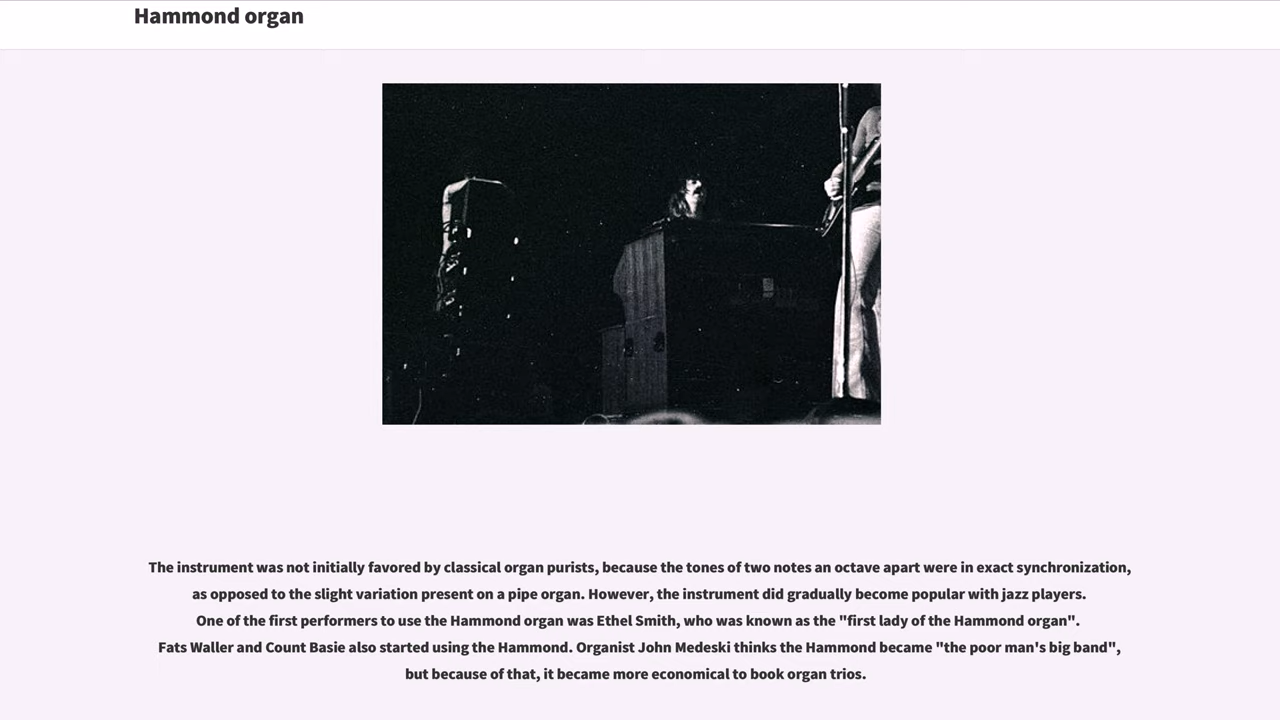 Hammond organ
The instrument was not initially favored by classical organ purists, because the tones of two notes an octave apart were in exact synchronization,
as opposed to the slight variation present on a pipe organ. However, the instrument did gradually become popular with jazz players.
One of the first performers to use the Hammond organ was Ethel Smith, who was known as the "first lady of the Hammond organ".
Fats Waller and Count Basie also started using the Hammond. Organist John Medeski thinks the Hammond became "the poor man's big band",
but because of that, it became more economical to book organ trios.